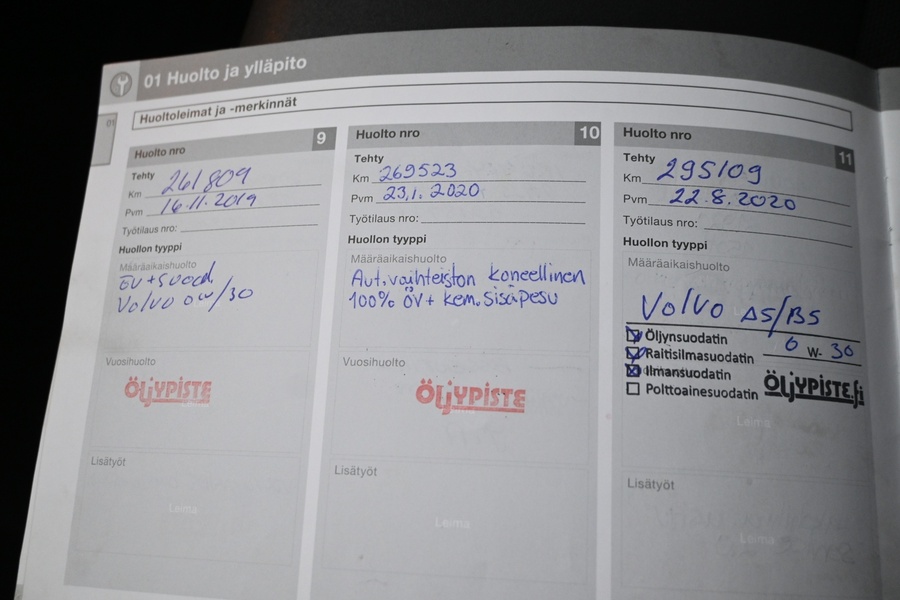 01 Huolto ja ylläpito
Huoltoleimat ja -merkinnät
01
Huolto nro 9
Tehty
Km 261809
Pvm 16.11.2019
Työtilaus nro:
Huollon tyyppi
Määräaikaishuolto
ÖV + suod.
Volvo 0W/30
Vuosihuolto
ÖLJYPISTE
Lisätyöt
Leima
Huolto nro 10
Tehty
Km 269523
Pvm 23.1.2020
Työtilaus nro:
Huollon tyyppi
Määräaikaishuolto
Aut.vaihteiston koneellinen
100% ÖV + kem. sisäpesu
Vuosihuolto
ÖLJYPISTE
Lisätyöt
Leima
Huolto nro 11
Tehty
Km 295109
Pvm 22.8.2020
Työtilaus nro:
Huollon tyyppi
Määräaikaishuolto
Volvo A5/B5
Öljynsuodatin
0 W- 30
Raitisilmasuodatin
Ilmansuodatin
Polttoainesuodatin
ÖLJYPISTE.fi
Leima
Lisätyöt
Leima